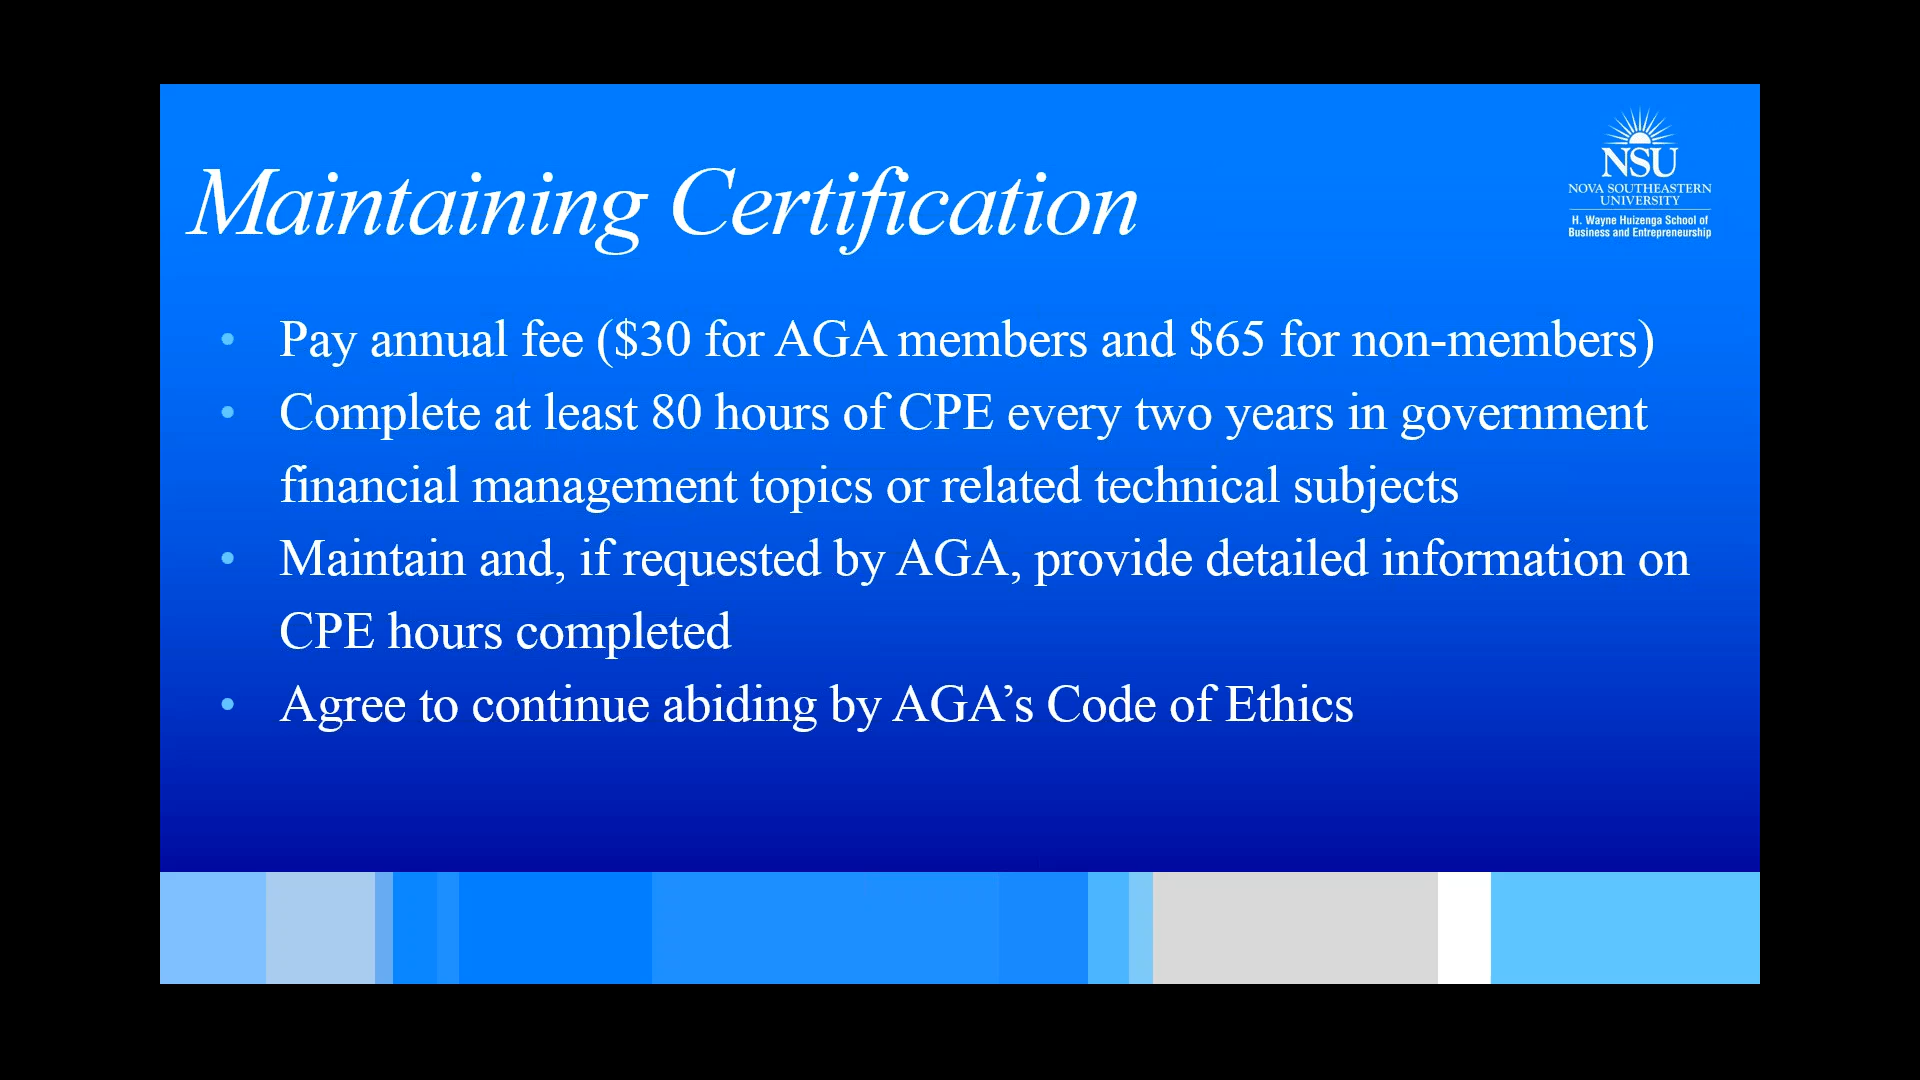 Maintaining Certification
NSU
NOVA SOUTHEASTERN
UNIVERSITY
H. Wayne Huizenga School of
Business and Entrepreneurship
• Pay annual fee ($30 for AGA members and $65 for non-members)
• Complete at least 80 hours of CPE every two years in government
financial management topics or related technical subjects
• Maintain and, if requested by AGA, provide detailed information on
CPE hours completed
• Agree to continue abiding by AGA’s Code of Ethics